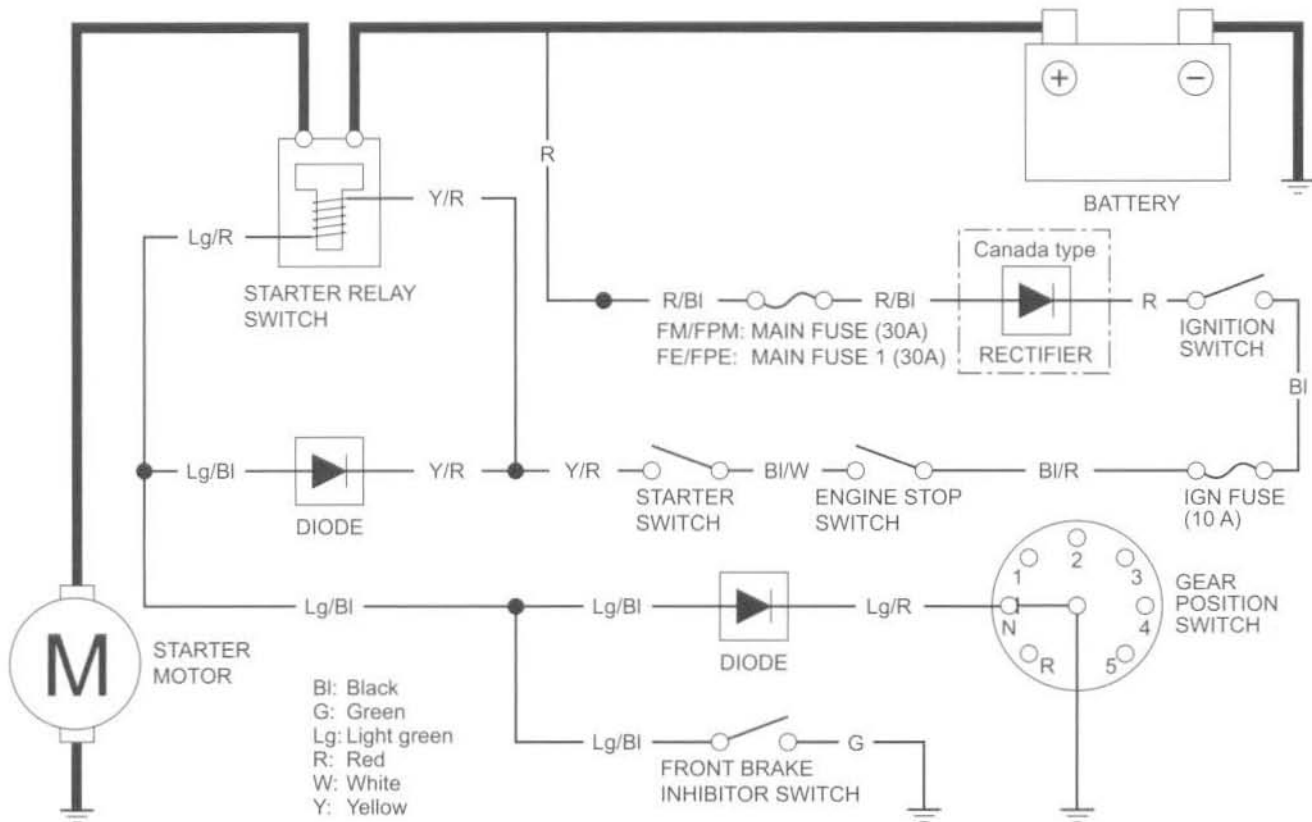 +
−
R
BATTERY
Y/R
Lg/R
Canada type
STARTER RELAY
SWITCH
R/Bl
R/Bl
R
FM/FPM: MAIN FUSE (30A)
FE/FPE: MAIN FUSE 1 (30A)
RECTIFIER
IGNITION
SWITCH
Bl
Lg/Bl
Y/R
Y/R
Bl/W
Bl/R
DIODE
STARTER
SWITCH
ENGINE STOP
SWITCH
IGN FUSE
(10 A)
1
2
3
4
5
N
R
GEAR
POSITION
SWITCH
Lg/Bl
Lg/Bl
Lg/R
DIODE
M
STARTER
MOTOR
Bl: Black
G: Green
Lg: Light green
R: Red
W: White
Y: Yellow
Lg/Bl
G
FRONT BRAKE
INHIBITOR SWITCH